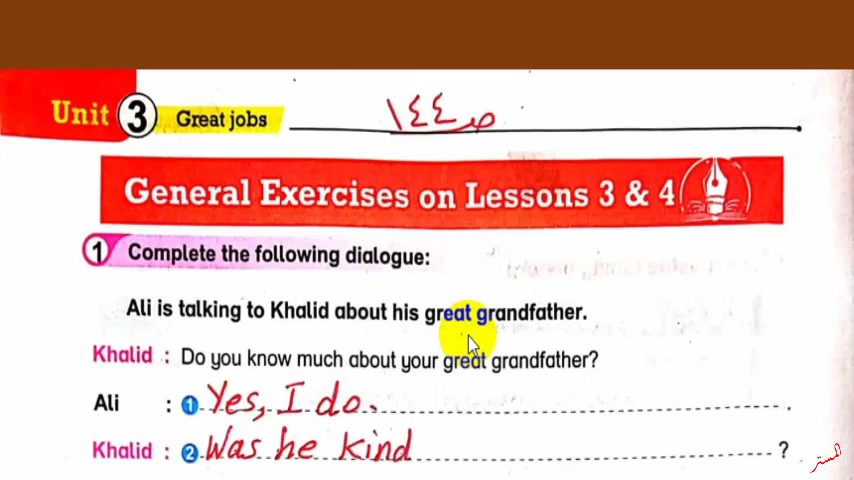 Unit 3 Great jobs ص١٤٤
General Exercises on Lessons 3 & 4
1 Complete the following dialogue:
Ali is talking to Khalid about his great grandfather.
Khalid : Do you know much about your great grandfather?
Ali : 1 Yes, I do.
Khalid : 2 Was he kind ?
المستر